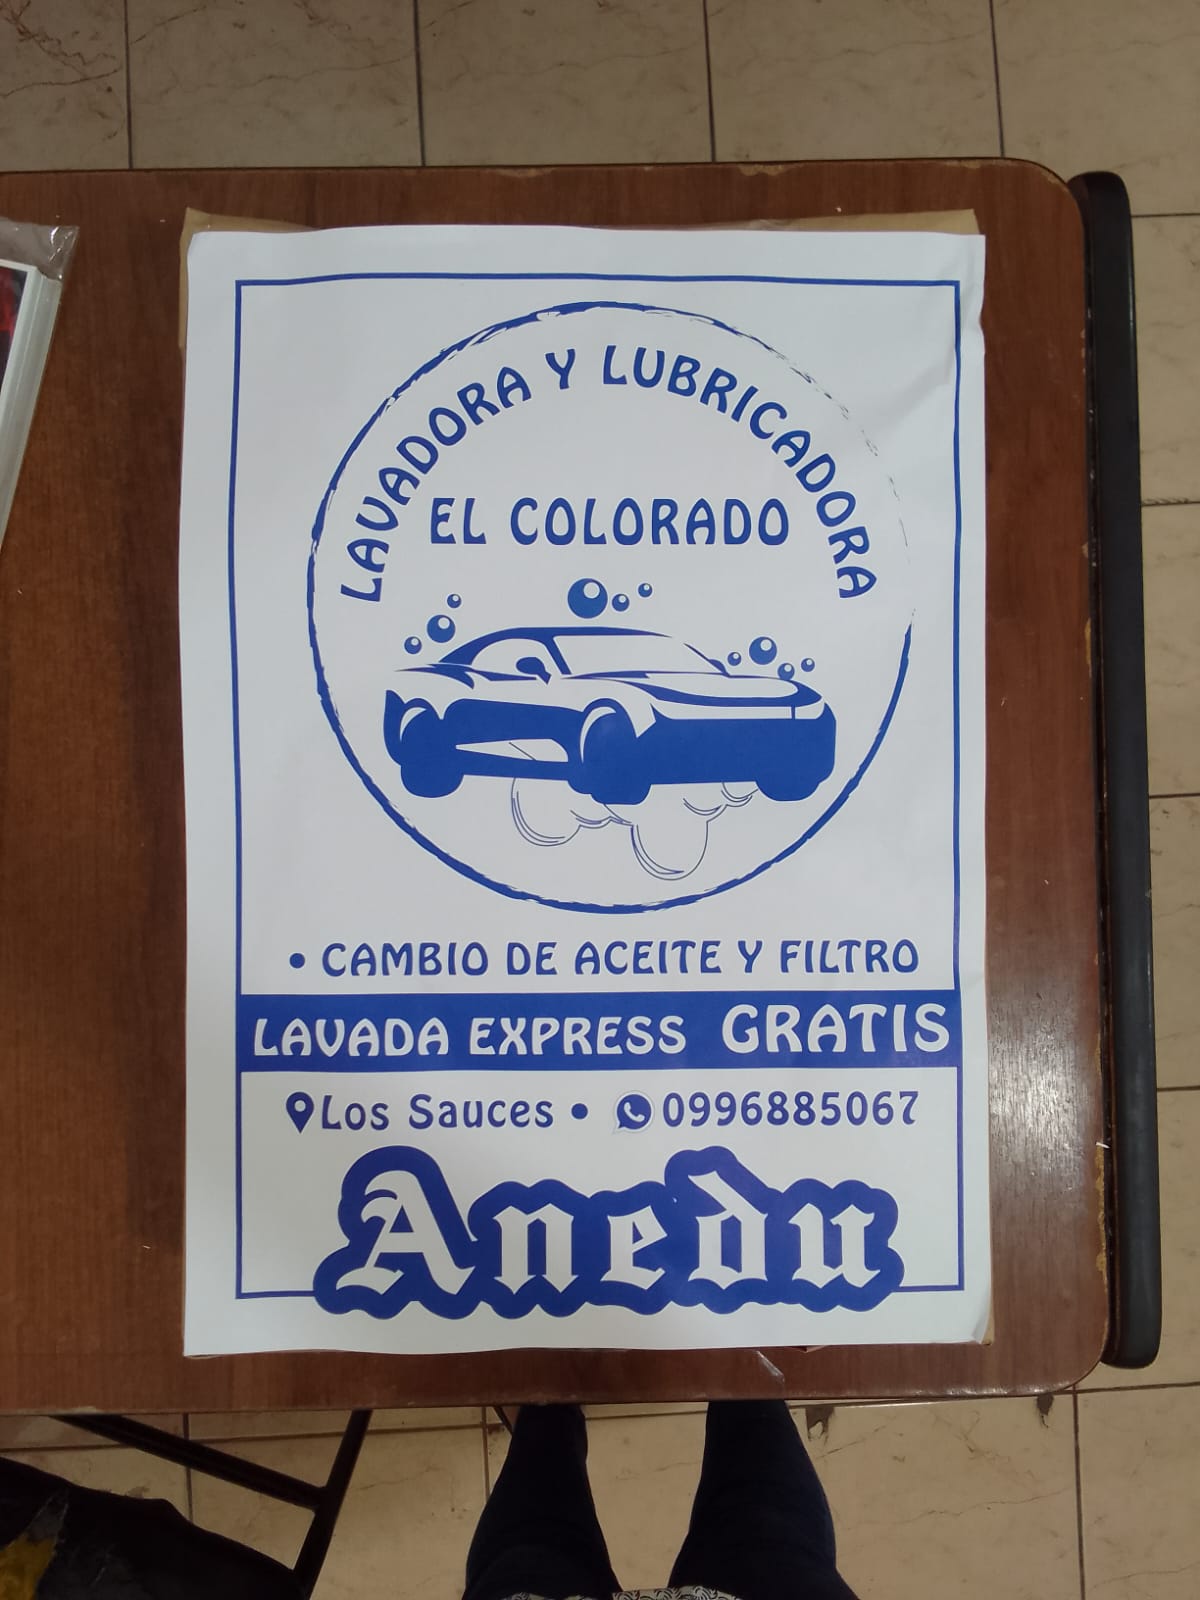 LAVADORA Y LUBRICADORA
EL COLORADO
• CAMBIO DE ACEITE Y FILTRO
LAVADA EXPRESS GRATIS
Los Sauces • 0996885067
Anedu